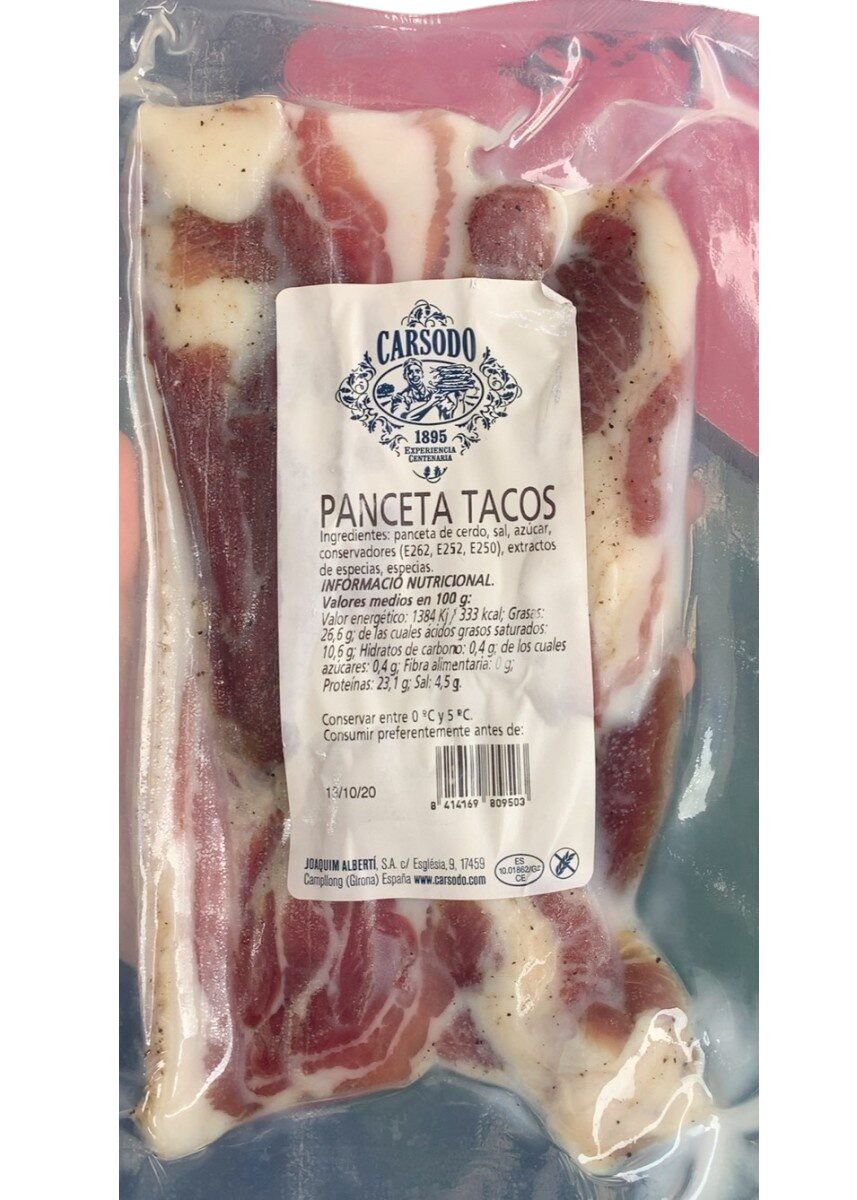 CARSODO
1895
EXPERIENCIA
CENTENARIA
PANCETA TACOS
Ingredientes: panceta de cerdo, sal, azúcar,
conservadores (E262, E252, E250), extractos
de especias, especias.
INFORMACIÓ NUTRICIONAL.
Valores medios en 100 g:
Valor energético: 1384 Kj / 333 kcal; Grasas:
26,6 g; de las cuales ácidos grasos saturados:
10,6 g; Hidratos de carbono: 0,4 g; de los cuales
azúcares: 0,4 g; Fibra alimentaria: 0 g;
Proteínas: 23,1 g; Sal: 4,5 g.
Conservar entre 0 ºC y 5 ºC.
Consumir preferentemente antes de:
/10/20
8 414169 809503
JOAQUIM ALBERTÍ, S.A. c/ Església, 9, 17459
Campllong (Girona) España www.carsodo.com
ES
CE